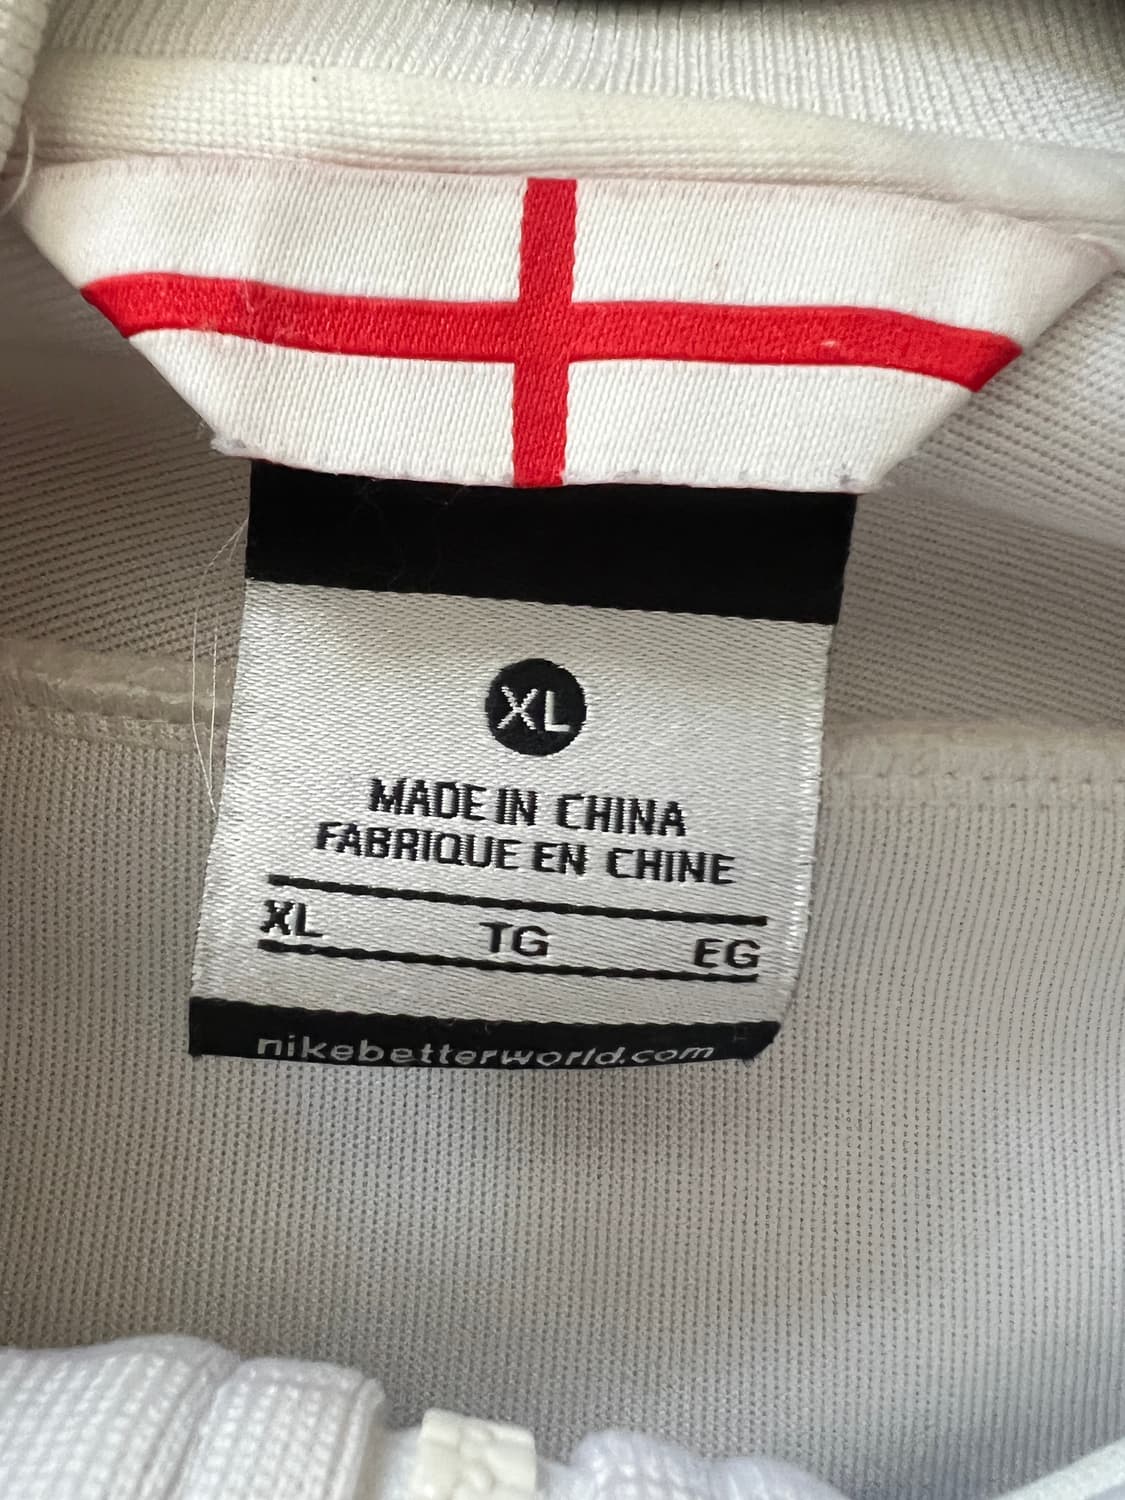 XL
MADE IN CHINA
FABRIQUE EN CHINE
XL TG EG
nikebetterworld.com